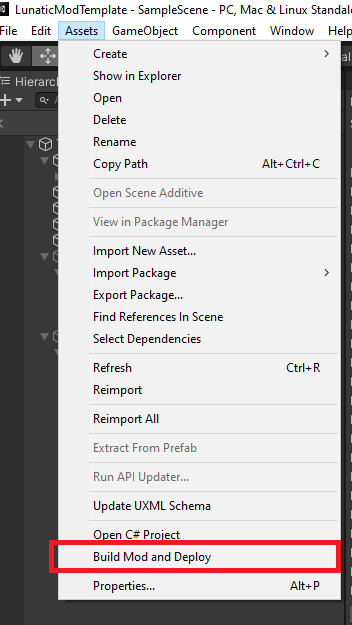 LunaticModTemplate - SampleScene - PC, Mac & Linux Standalo
File Edit Assets GameObject Component Window Help
Hierarch
A
Create
Show in Explorer
Open
Delete
Rename
Copy Path Alt+Ctrl+C
Open Scene Additive
View in Package Manager
Import New Asset...
Import Package
Export Package...
Find References In Scene
Select Dependencies
Refresh Ctrl+R
Reimport
Reimport All
Extract From Prefab
Run API Updater...
Update UXML Schema
Open C# Project
Build Mod and Deploy
Properties... Alt+P